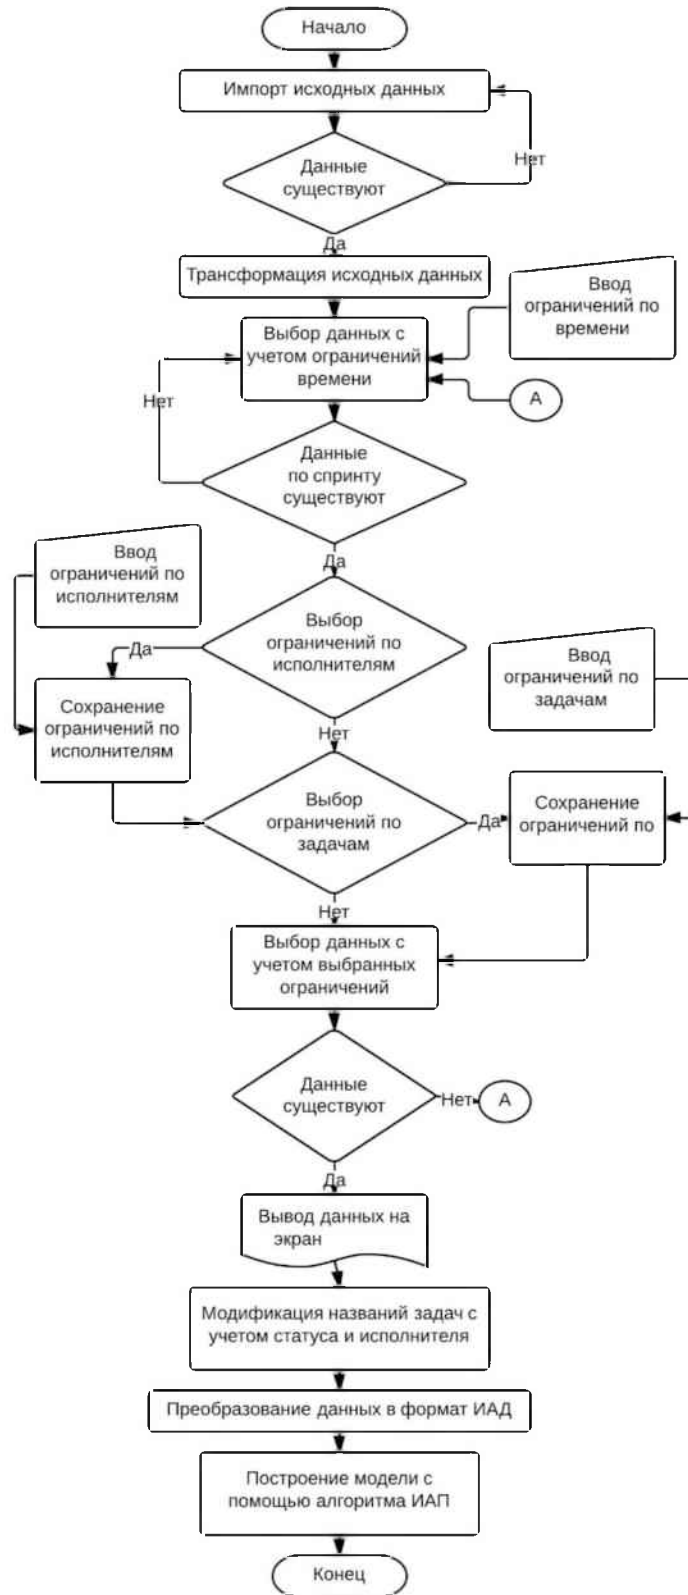 Начало
Импорт исходных данных
Данные
существуют
Нет
Да
Трансформация исходных данных
Ввод
ограничений по
времени
Выбор данных с
учетом ограничений
времени
А
Нет
Данные
по спринту
существуют
Да
Ввод
ограничений по
исполнителям
Выбор
ограничений по
исполнителям
Да
Ввод
ограничений по
задачам
Сохранение
ограничений по
исполнителям
Нет
Выбор
ограничений по
задачам
Да
Сохранение
ограничений по
Нет
Выбор данных с
учетом выбранных
ограничений
Данные
существуют
Нет
А
Да
Вывод данных на
экран
Модификация названий задач с
учетом статуса и исполнителя
Преобразование данных в формат ИАД
Построение модели с
помощью алгоритма ИАП
Конец